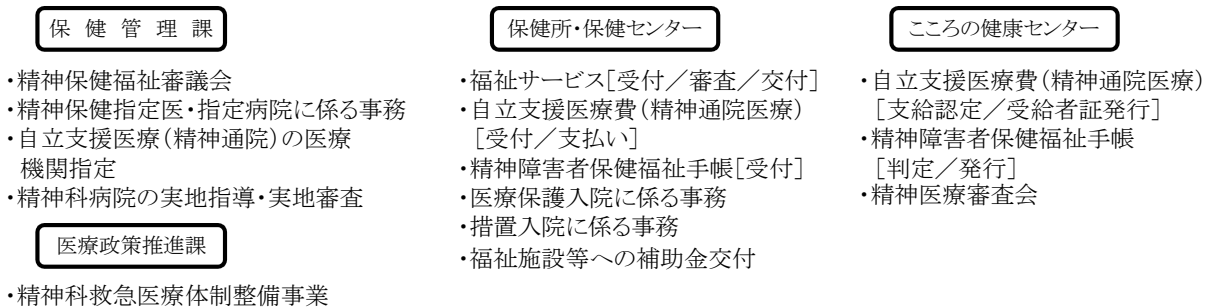 保健管理課
・精神保健福祉審議会
・精神保健指定医・指定病院に係る事務
・自立支援医療(精神通院)の医療
機関指定
・精神科病院の実地指導・実地審査
医療政策推進課
・精神科救急医療体制整備事業
保健所・保健センター
・福祉サービス[受付／審査／交付]
・自立支援医療費(精神通院医療)
[受付／支払い]
・精神障害者保健福祉手帳[受付]
・医療保護入院に係る事務
・措置入院に係る事務
・福祉施設等への補助金交付
こころの健康センター
・自立支援医療費(精神通院医療)
[支給認定／受給者証発行]
・精神障害者保健福祉手帳
[判定／発行]
・精神医療審査会